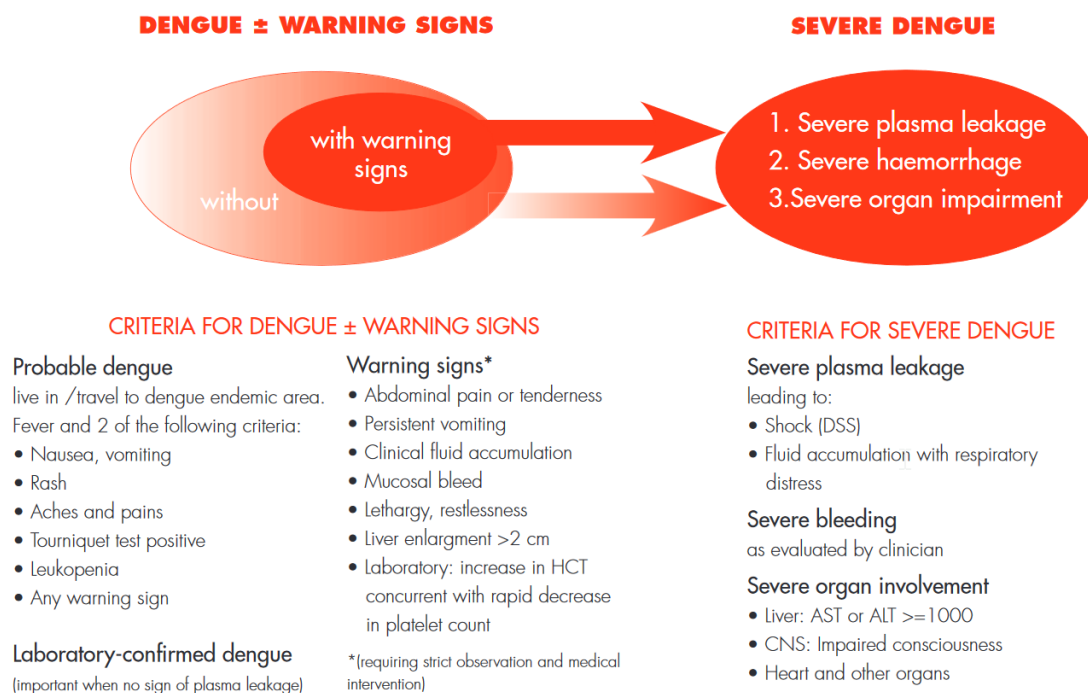 DENGUE ± WARNING SIGNS
SEVERE DENGUE
with warning
signs
without
1. Severe plasma leakage
2. Severe haemorrhage
3.Severe organ impairment
CRITERIA FOR DENGUE ± WARNING SIGNS
Probable dengue
live in /travel to dengue endemic area.
Fever and 2 of the following criteria:
• Nausea, vomiting
• Rash
• Aches and pains
• Tourniquet test positive
• Leukopenia
• Any warning sign
Laboratory-confirmed dengue
(important when no sign of plasma leakage)
Warning signs*
• Abdominal pain or tenderness
• Persistent vomiting
• Clinical fluid accumulation
• Mucosal bleed
• Lethargy, restlessness
• Liver enlargment >2 cm
• Laboratory: increase in HCT
concurrent with rapid decrease
in platelet count
*(requiring strict observation and medical
intervention)
CRITERIA FOR SEVERE DENGUE
Severe plasma leakage
leading to:
• Shock (DSS)
• Fluid accumulation with respiratory
distress
Severe bleeding
as evaluated by clinician
Severe organ involvement
• Liver: AST or ALT >=1000
• CNS: Impaired consciousness
• Heart and other organs